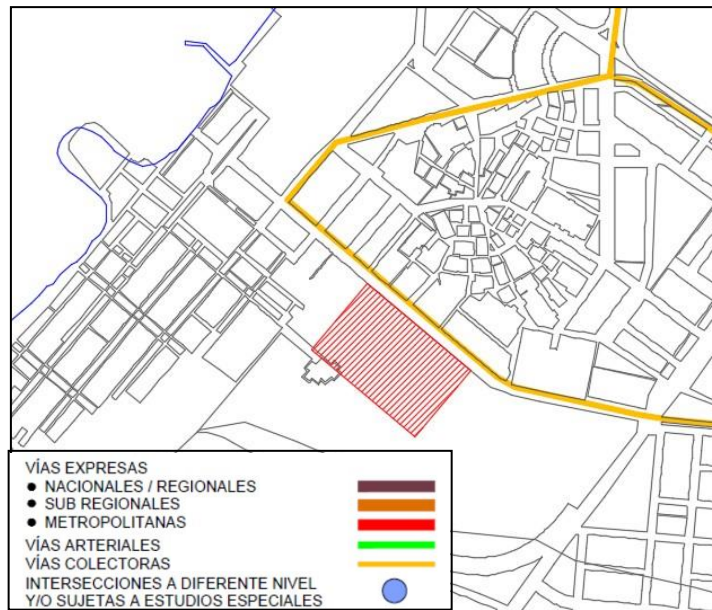 VÍAS EXPRESAS
● NACIONALES / REGIONALES
● SUB REGIONALES
● METROPOLITANAS
VÍAS ARTERIALES
VÍAS COLECTORAS
INTERSECCIONES A DIFERENTE NIVEL
Y/O SUJETAS A ESTUDIOS ESPECIALES